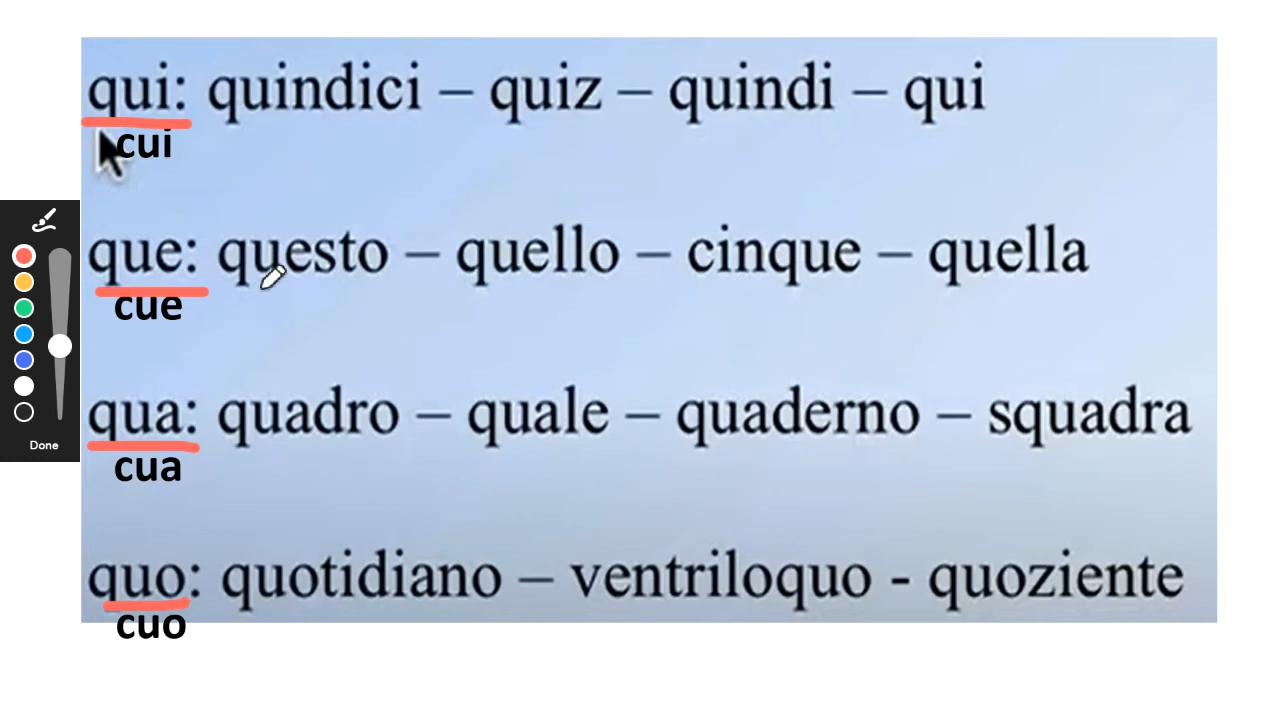 qui: quindici – quiz – quindi – qui
cui
que: questo – quello – cinque – quella
cue
qua: quadro – quale – quaderno – squadra
cua
Done
quo: quotidiano – ventriloquo - quoziente
cuo